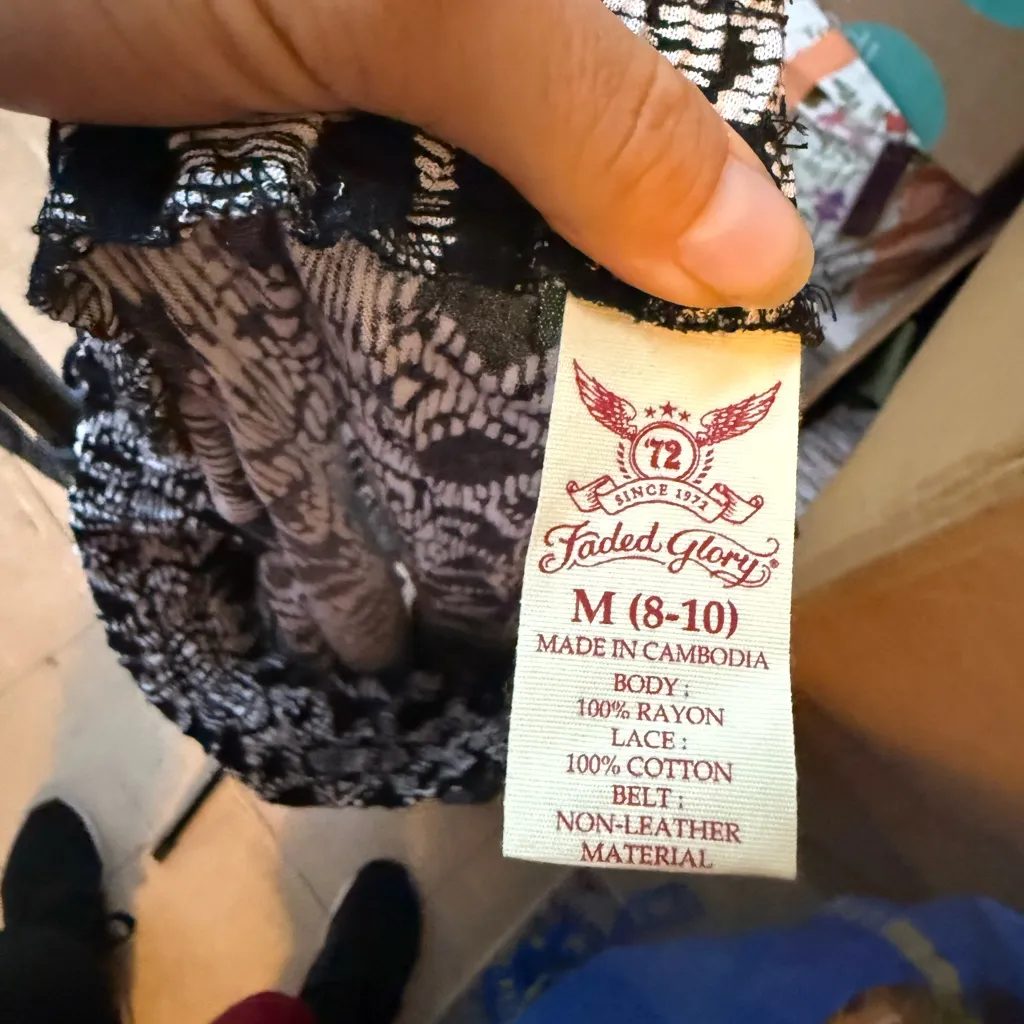 '72
SINCE 1972
Faded Glory®
M (8-10)
MADE IN CAMBODIA
BODY :
100% RAYON
LACE :
100% COTTON
BELT :
NON-LEATHER
MATERIAL